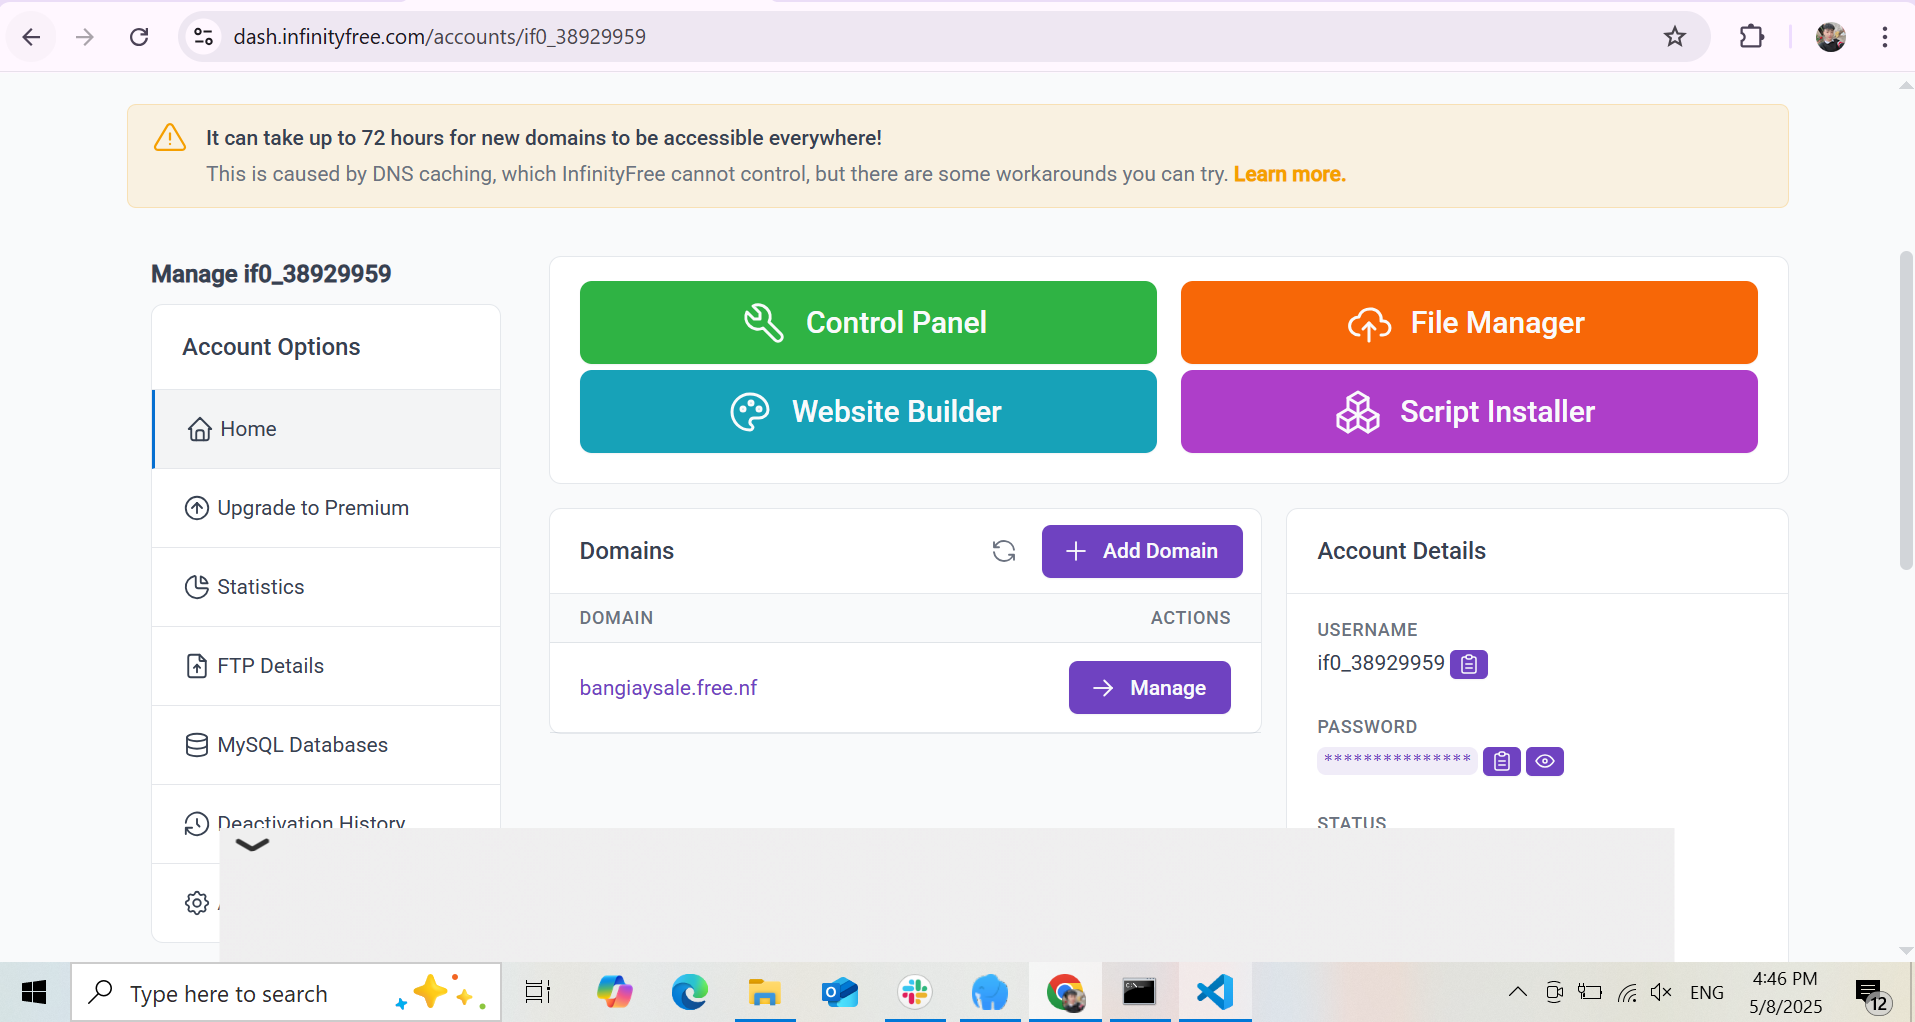 dash.infinityfree.com/accounts/if0_38929959
It can take up to 72 hours for new domains to be accessible everywhere!
This is caused by DNS caching, which InfinityFree cannot control, but there are some workarounds you can try. Learn more.
Manage if0_38929959
Account Options
Home
Upgrade to Premium
Statistics
FTP Details
MySQL Databases
Deactivation History
Control Panel
File Manager
Website Builder
Script Installer
Domains
Add Domain
DOMAIN
ACTIONS
bangiaysale.free.nf
Manage
Account Details
USERNAME
if0_38929959
PASSWORD
***************
STATUS
Type here to search
ENG
4:46 PM
5/8/2025
12